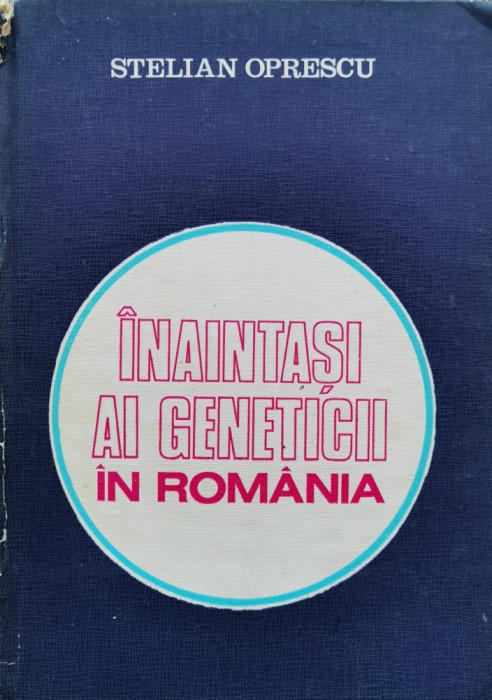 STELIAN OPRESCU
ÎNAINTAȘI
AI GENETICII
ÎN ROMÂNIA